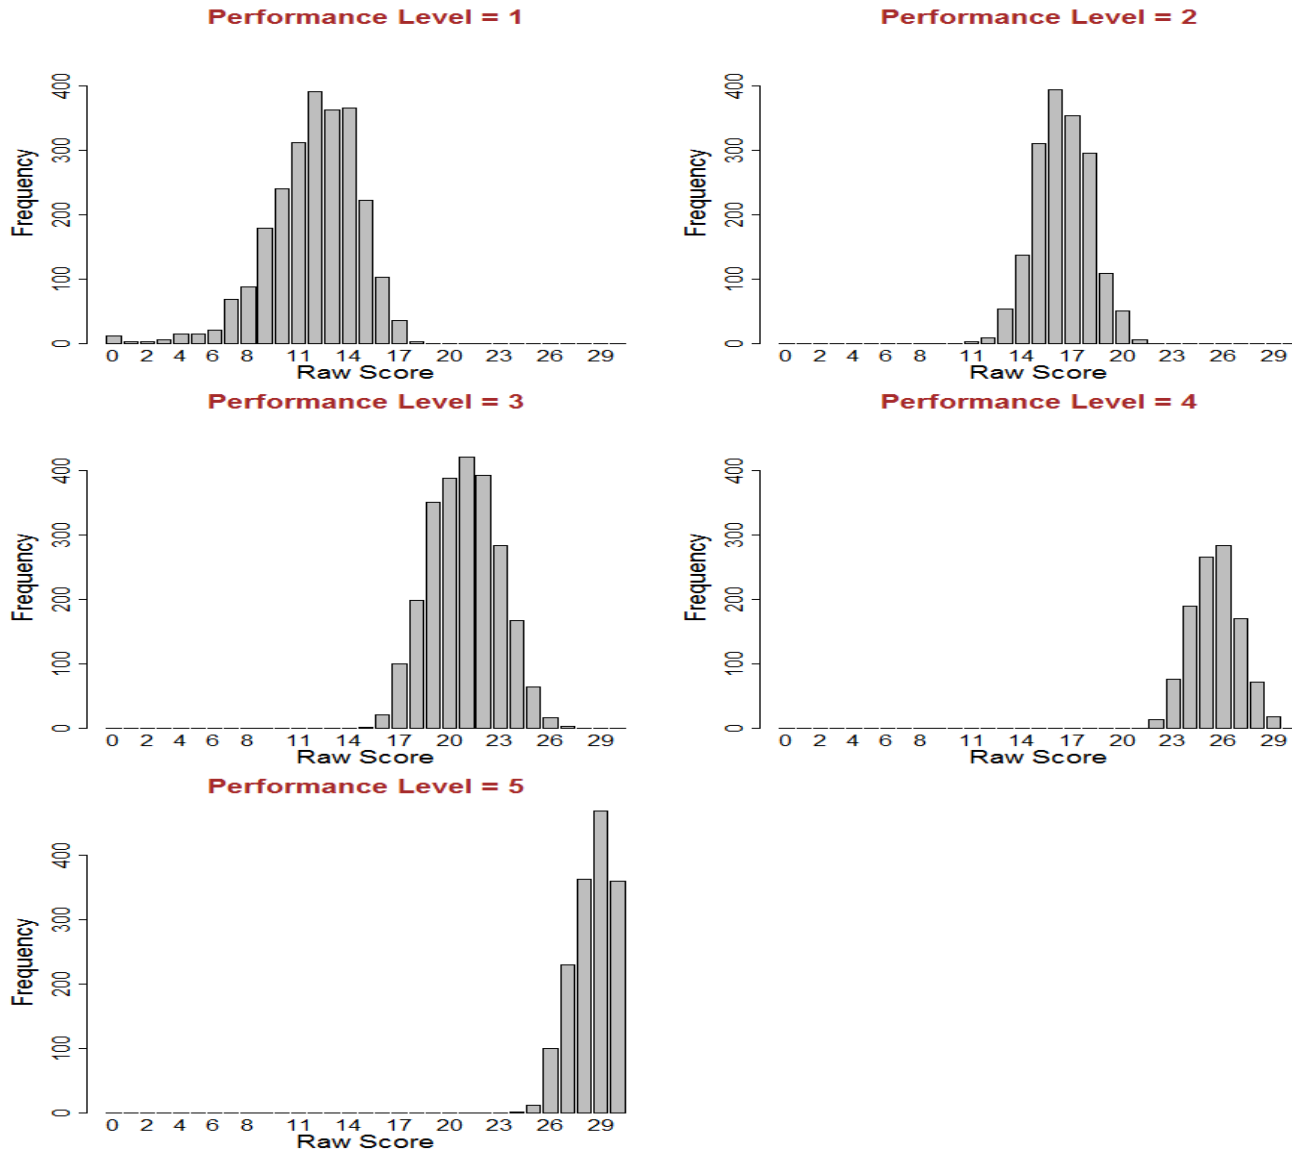 Performance Level = 1
Frequency
0 100 200 300 400
0 2 4 6 8 11 14 17 20 23 26 29
Raw Score
Performance Level = 2
Frequency
0 100 200 300 400
0 2 4 6 8 11 14 17 20 23 26 29
Raw Score
Performance Level = 3
Frequency
0 100 200 300 400
0 2 4 6 8 11 14 17 20 23 26 29
Raw Score
Performance Level = 4
Frequency
0 100 200 300 400
0 2 4 6 8 11 14 17 20 23 26 29
Raw Score
Performance Level = 5
Frequency
0 100 200 300 400
0 2 4 6 8 11 14 17 20 23 26 29
Raw Score